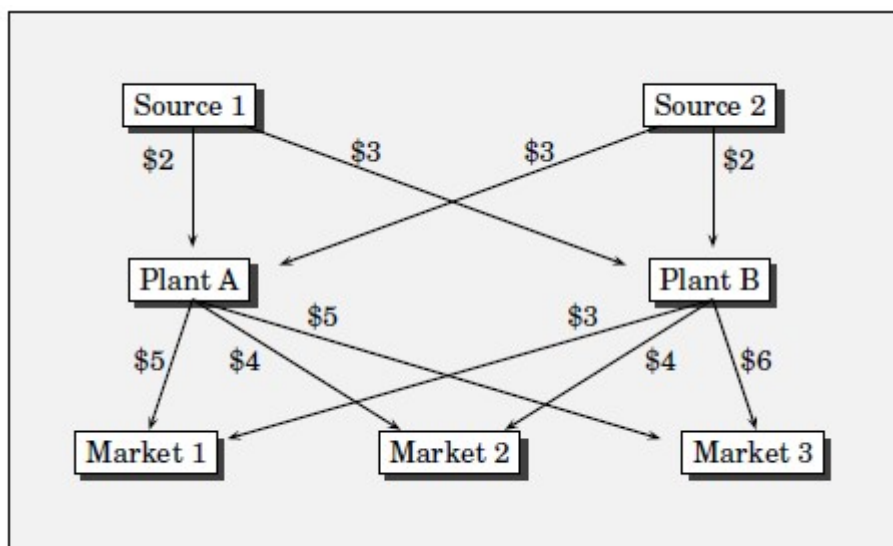 Source 1
Source 2
$2
$3
$3
$2
Plant A
Plant B
$5
$3
$5
$4
$4
$6
Market 1
Market 2
Market 3